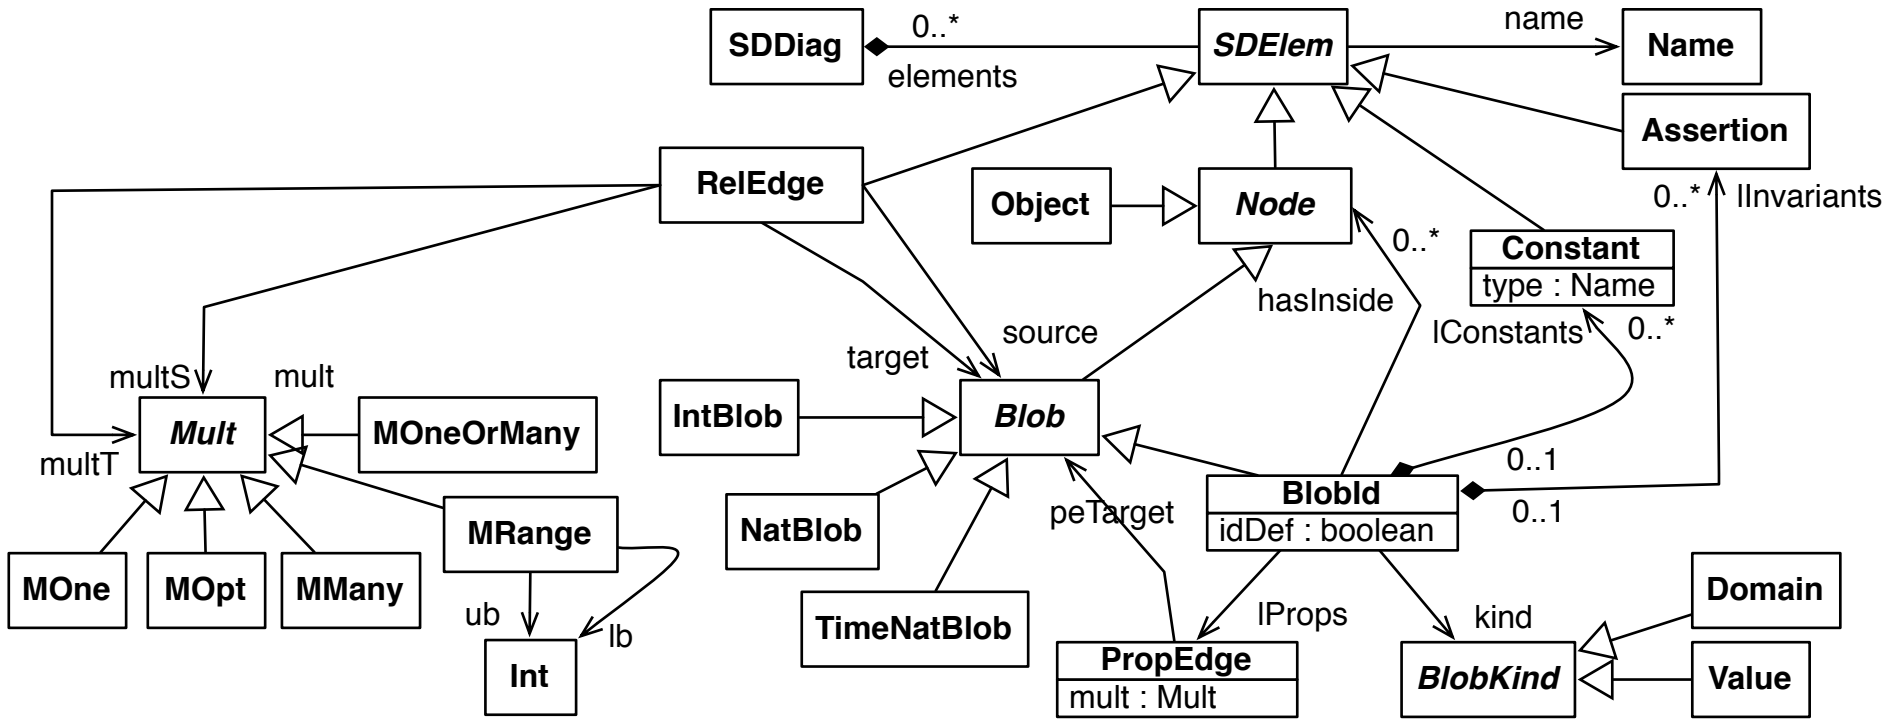 SDDiag
0..*
elements
SDElem
name
Name
Assertion
RelEdge
Object
Node
0..*
lInvariants
0..*
Constant
type : Name
hasInside
lConstants
0..*
source
target
multS
mult
Mult
MOneOrMany
multT
IntBlob
Blob
0..1
BlobId
idDef : boolean
0..1
peTarget
NatBlob
MRange
MOne
MOpt
MMany
TimeNatBlob
ub
lb
Int
lProps
kind
Domain
PropEdge
mult : Mult
BlobKind
Value